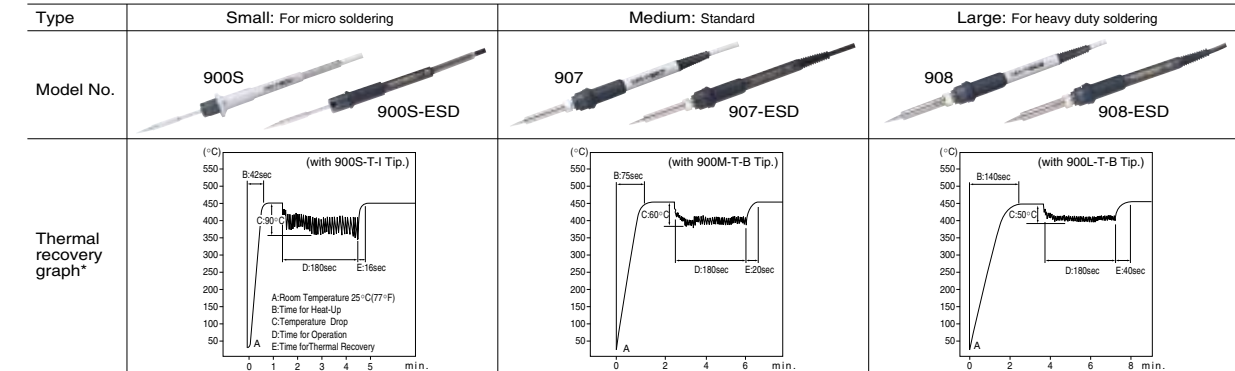 Type
Small: For micro soldering
Medium: Standard
Large: For heavy duty soldering
Model No.
900S
900S-ESD
907
907-ESD
908
908-ESD
Thermal
recovery
graph*
(°C)
(with 900S-T-I Tip.)
550
500
450
400
350
300
250
200
150
100
50
B:42sec
C:90°C
D:180sec
E:16sec
A:Room Temperature 25°C(77°F)
B:Time for Heat-Up
C:Temperature Drop
D:Time for Operation
E:Time forThermal Recovery
A
0 1 2 3 4 5 min.
(°C)
(with 900M-T-B Tip.)
550
500
450
400
350
300
250
200
150
100
50
B:75sec
C:60°C
D:180sec
E:20sec
A
0 2 4 6 min.
(°C)
(with 900L-T-B Tip.)
550
500
450
400
350
300
250
200
150
100
50
B:140sec
C:50°C
D:180sec
E:40sec
A
0 2 4 6 8 min.